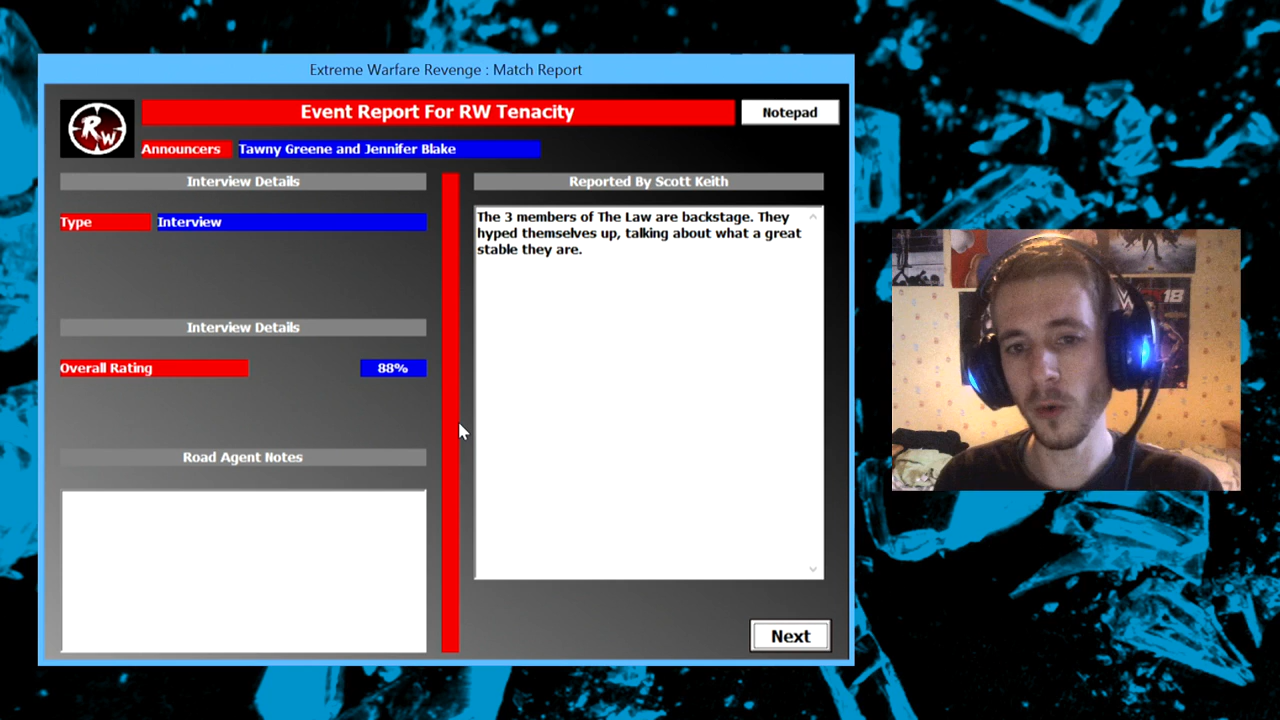 Extreme Warfare Revenge : Match Report
RW
Event Report For RW Tenacity
Notepad
Announcers
Tawny Greene and Jennifer Blake
Interview Details
Type
Interview
Interview Details
Overall Rating
88%
Road Agent Notes
Reported By Scott Keith
The 3 members of The Law are backstage. They
hyped themselves up, talking about what a great
stable they are.
Next
18